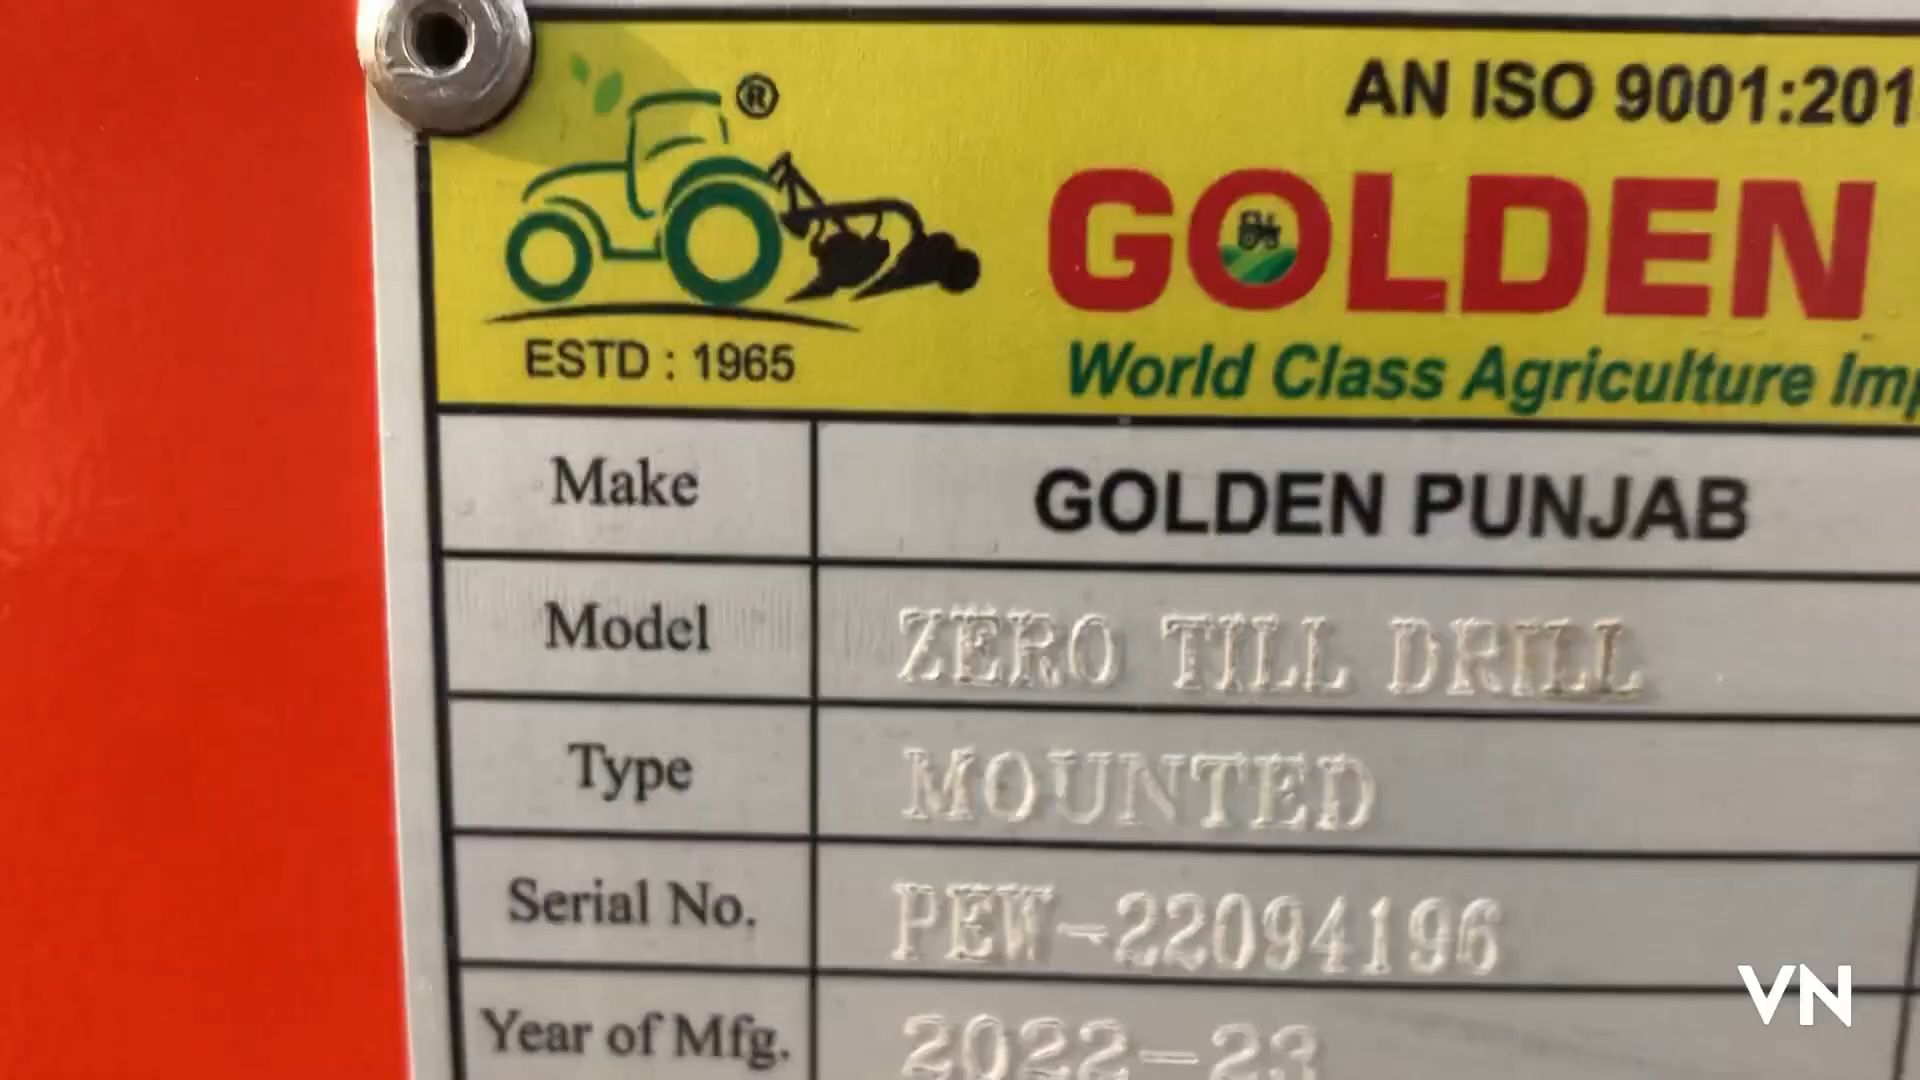 ®
AN ISO 9001:201
GOLDEN
World Class Agriculture Imp
ESTD : 1965
Make GOLDEN PUNJAB
Model ZERO TILL DRILL
Type MOUNTED
Serial No. PEW-22094196
Year of Mfg. 2022-23
VN